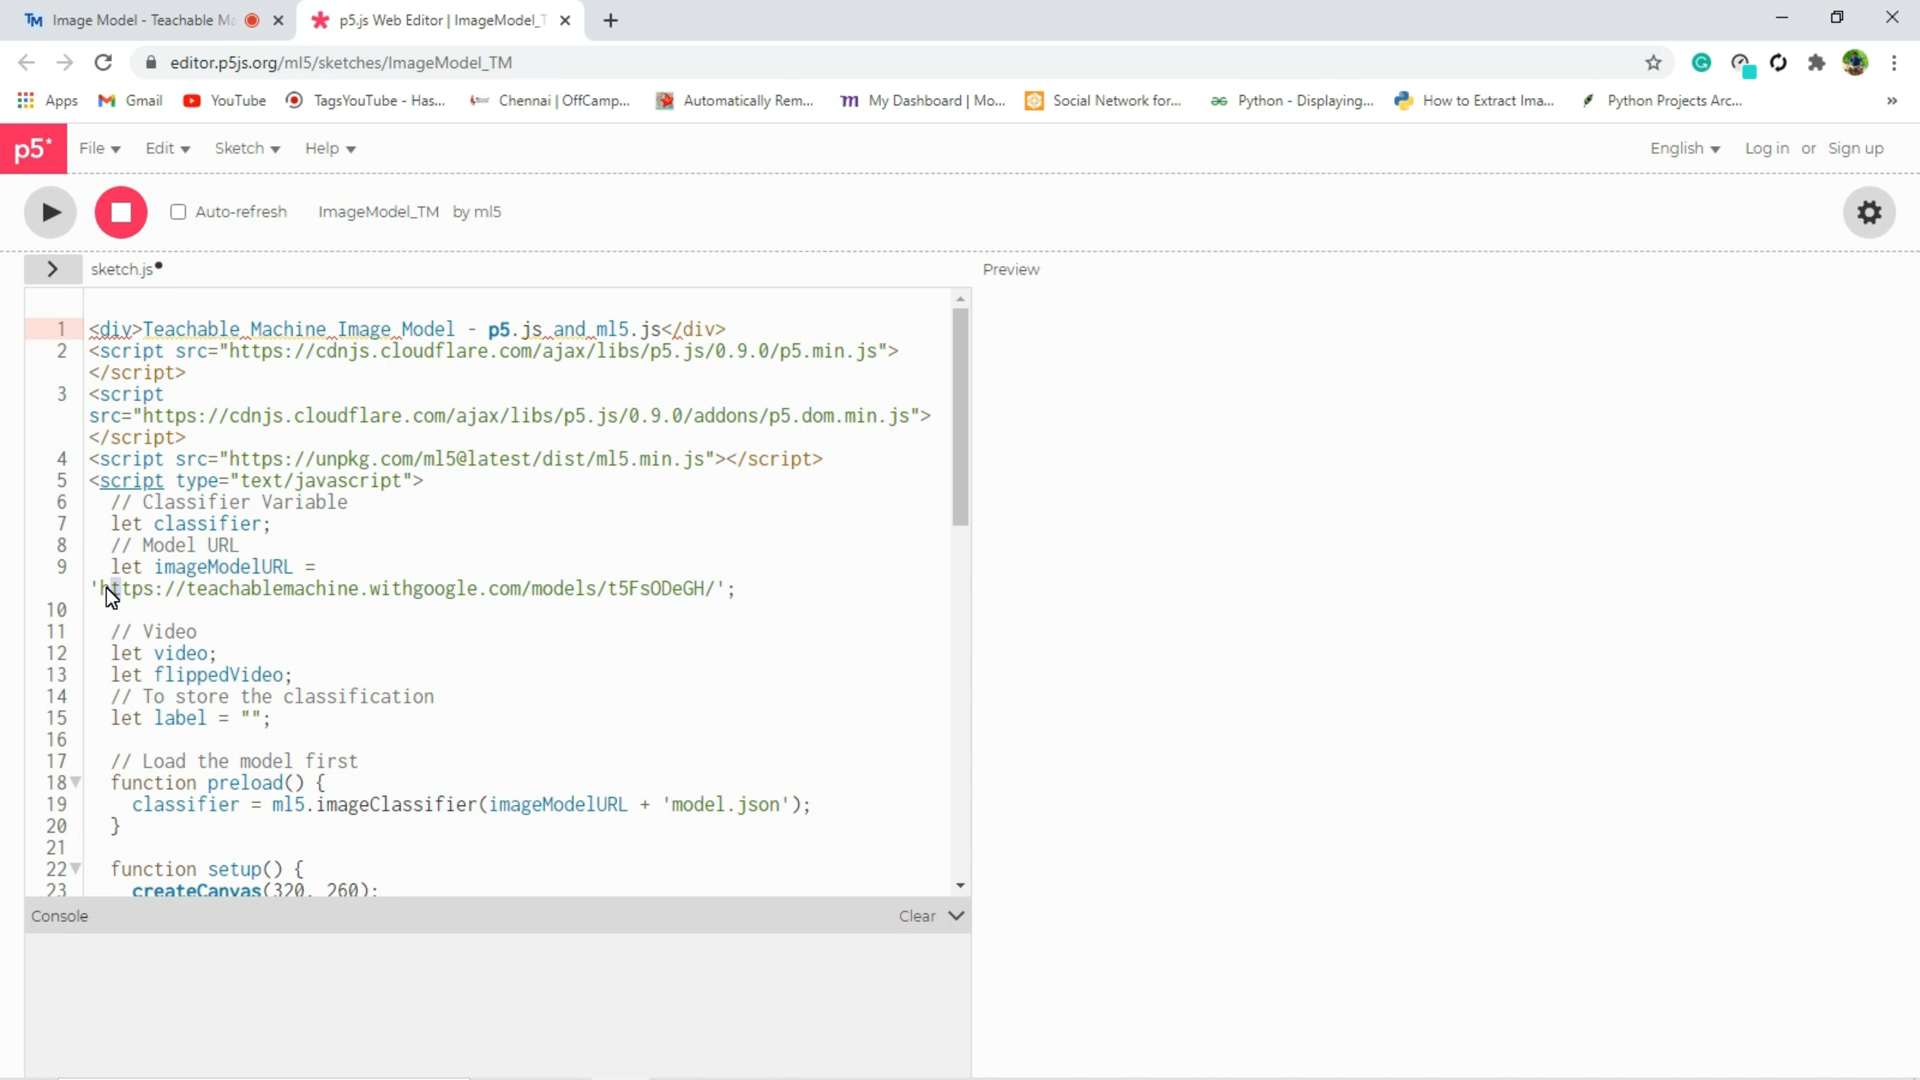 Image Model - Teachable Ma
p5.js Web Editor | ImageModel_T
editor.p5js.org/ml5/sketches/ImageModel_TM
Apps
Gmail
YouTube
TagsYouTube - Has...
Chennai | OffCamp...
Automatically Rem...
My Dashboard | Mo...
Social Network for...
Python - Displaying,...
How to Extract Ima...
Python Projects Arc...
»
p5*
File
Edit
Sketch
Help
English
Log in or Sign up
Auto-refresh
ImageModel_TM by ml5
sketch.js
Preview
1 <div>Teachable Machine Image Model - p5.js and ml5.js</div>
2 <script src="https://cdnjs.cloudflare.com/ajax/libs/p5.js/0.9.0/p5.min.js">
</script>
3 <script
src="https://cdnjs.cloudflare.com/ajax/libs/p5.js/0.9.0/addons/p5.dom.min.js">
</script>
4 <script src="https://unpkg.com/ml5@latest/dist/ml5.min.js"></script>
5 <script type="text/javascript">
6 // Classifier Variable
7 let classifier;
8 // Model URL
9 let imageModelURL =
'https://teachablemachine.withgoogle.com/models/t5FsODeGH/';
10
11 // Video
12 let video;
13 let flippedVideo;
14 // To store the classification
15 let label = "";
16
17 // Load the model first
18 function preload() {
19 classifier = ml5.imageClassifier(imageModelURL + 'model.json');
20 }
21
22 function setup() {
23 createCanvas(320, 260);
Console
Clear